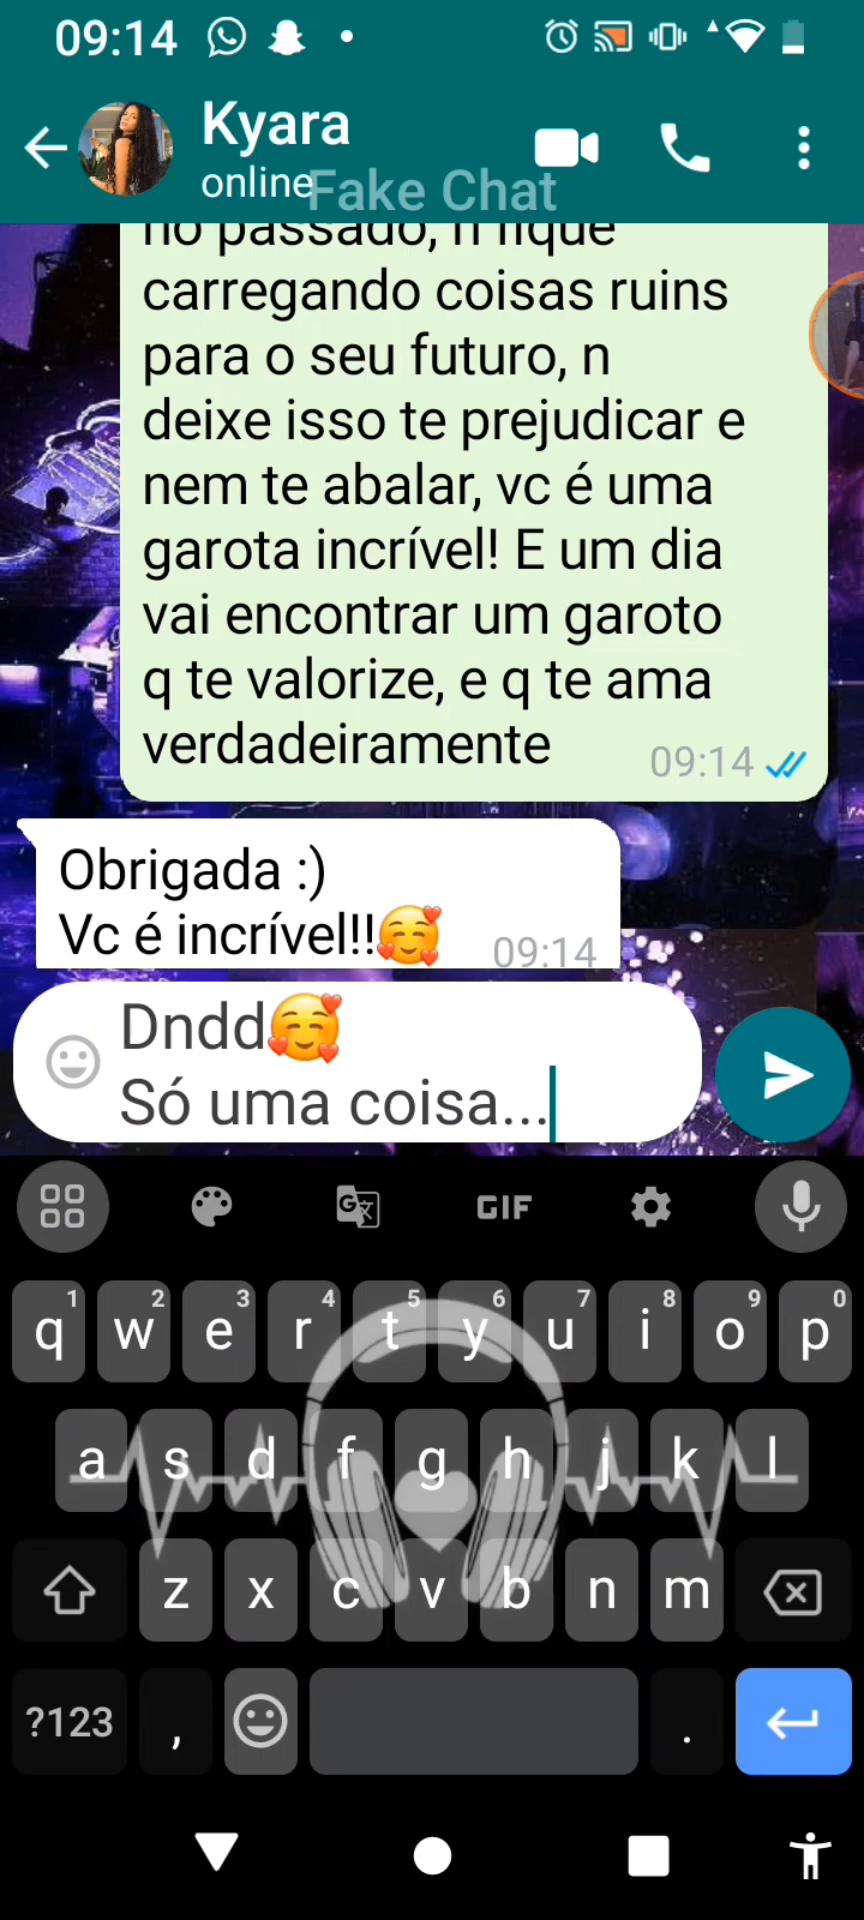 09:14
Kyara
online
Fake Chat
no passado, n fique
carregando coisas ruins
para o seu futuro, n
deixe isso te prejudicar e
nem te abalar, vc é uma
garota incrível! E um dia
vai encontrar um garoto
q te valorize, e q te ama
verdadeiramente
09:14
Obrigada :)
Vc é incrível!!🥰
09:14
Dndd🥰
Só uma coisa...
GIF
1 2 3 4 5 6 7 8 9 0
q w e r t y u i o p
a s d f g h j k l
z x c v b n m
?123 , .